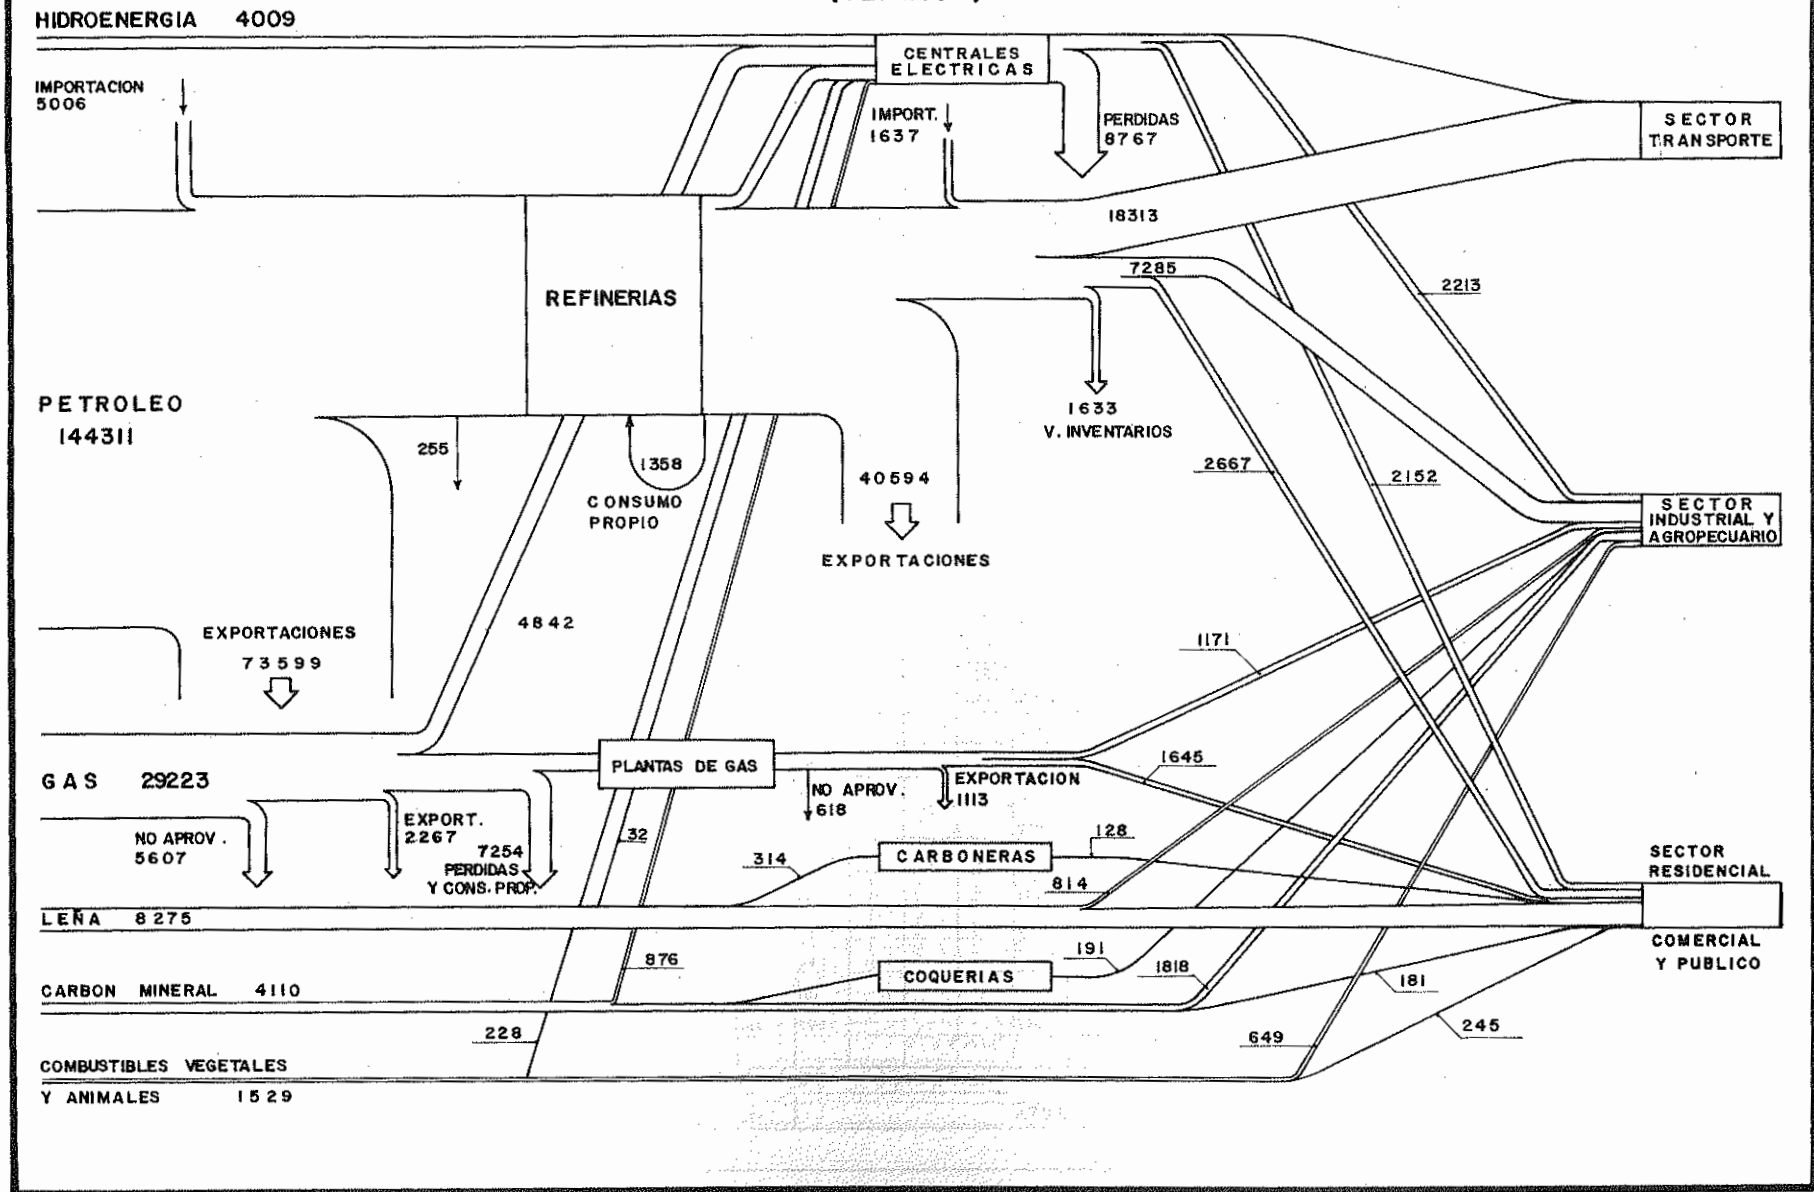 HIDROENERGIA 4009
CENTRALES
ELECTRICAS
IMPORTACION
5006
IMPORT.
1637
PERDIDAS
8767
SECTOR
TRANSPORTE
18313
7285
2213
REFINERIAS
PETROLEO
144311
255
1358
CONSUMO
PROPIO
40594
EXPORTACIONES
1633
V. INVENTARIOS
2667
2152
SECTOR
INDUSTRIAL Y
AGROPECUARIO
EXPORTACIONES
73599
4842
1171
PLANTAS DE GAS
GAS 29223
NO APROV.
5607
EXPORT.
2267
7254
PERDIDAS
Y CONS. PROP.
32
NO APROV.
618
EXPORTACION
1113
1645
314
CARBONERAS
128
814
SECTOR
RESIDENCIAL
COMERCIAL
Y PUBLICO
LEÑA 8275
876
COQUERIAS
191
1818
181
CARBON MINERAL 4110
228
649
245
COMBUSTIBLES VEGETALES
Y ANIMALES 1529